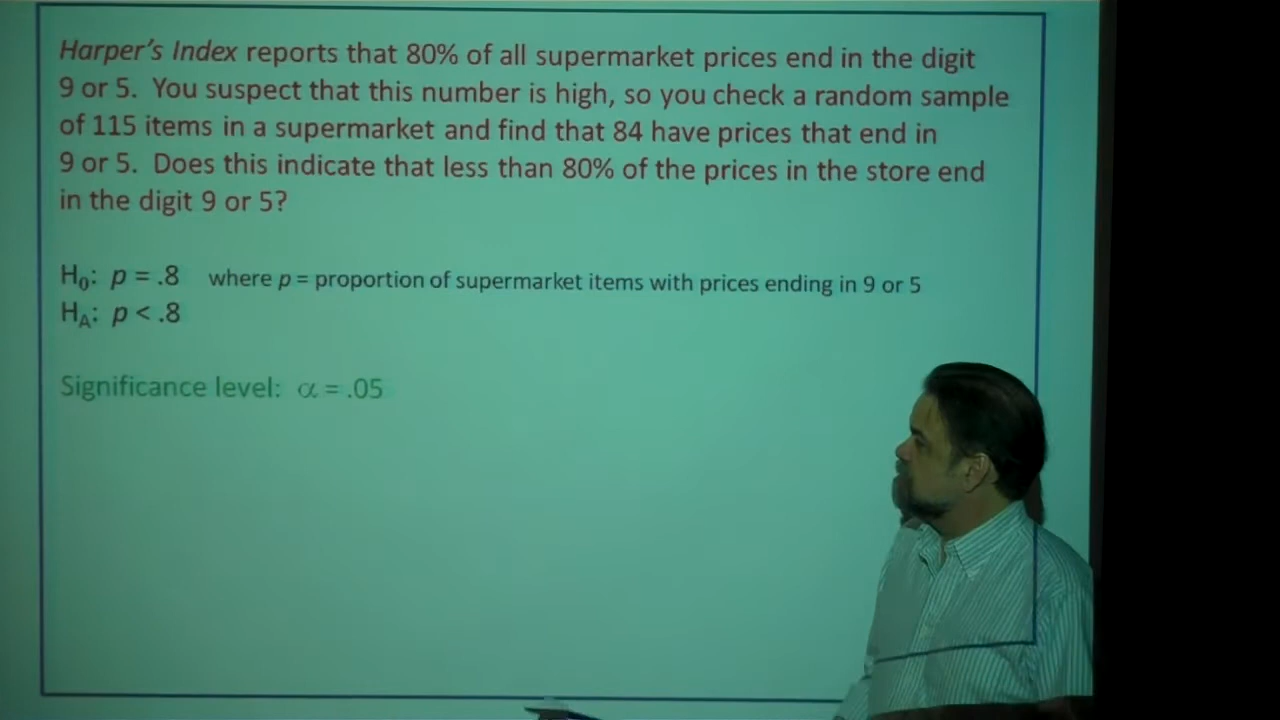 Harper's Index reports that 80% of all supermarket prices end in the digit
9 or 5. You suspect that this number is high, so you check a random sample
of 115 items in a supermarket and find that 84 have prices that end in
9 or 5. Does this indicate that less than 80% of the prices in the store end
in the digit 9 or 5?
H₀: p = .8 where p = proportion of supermarket items with prices ending in 9 or 5
Hₐ: p < .8
Significance level: α = .05